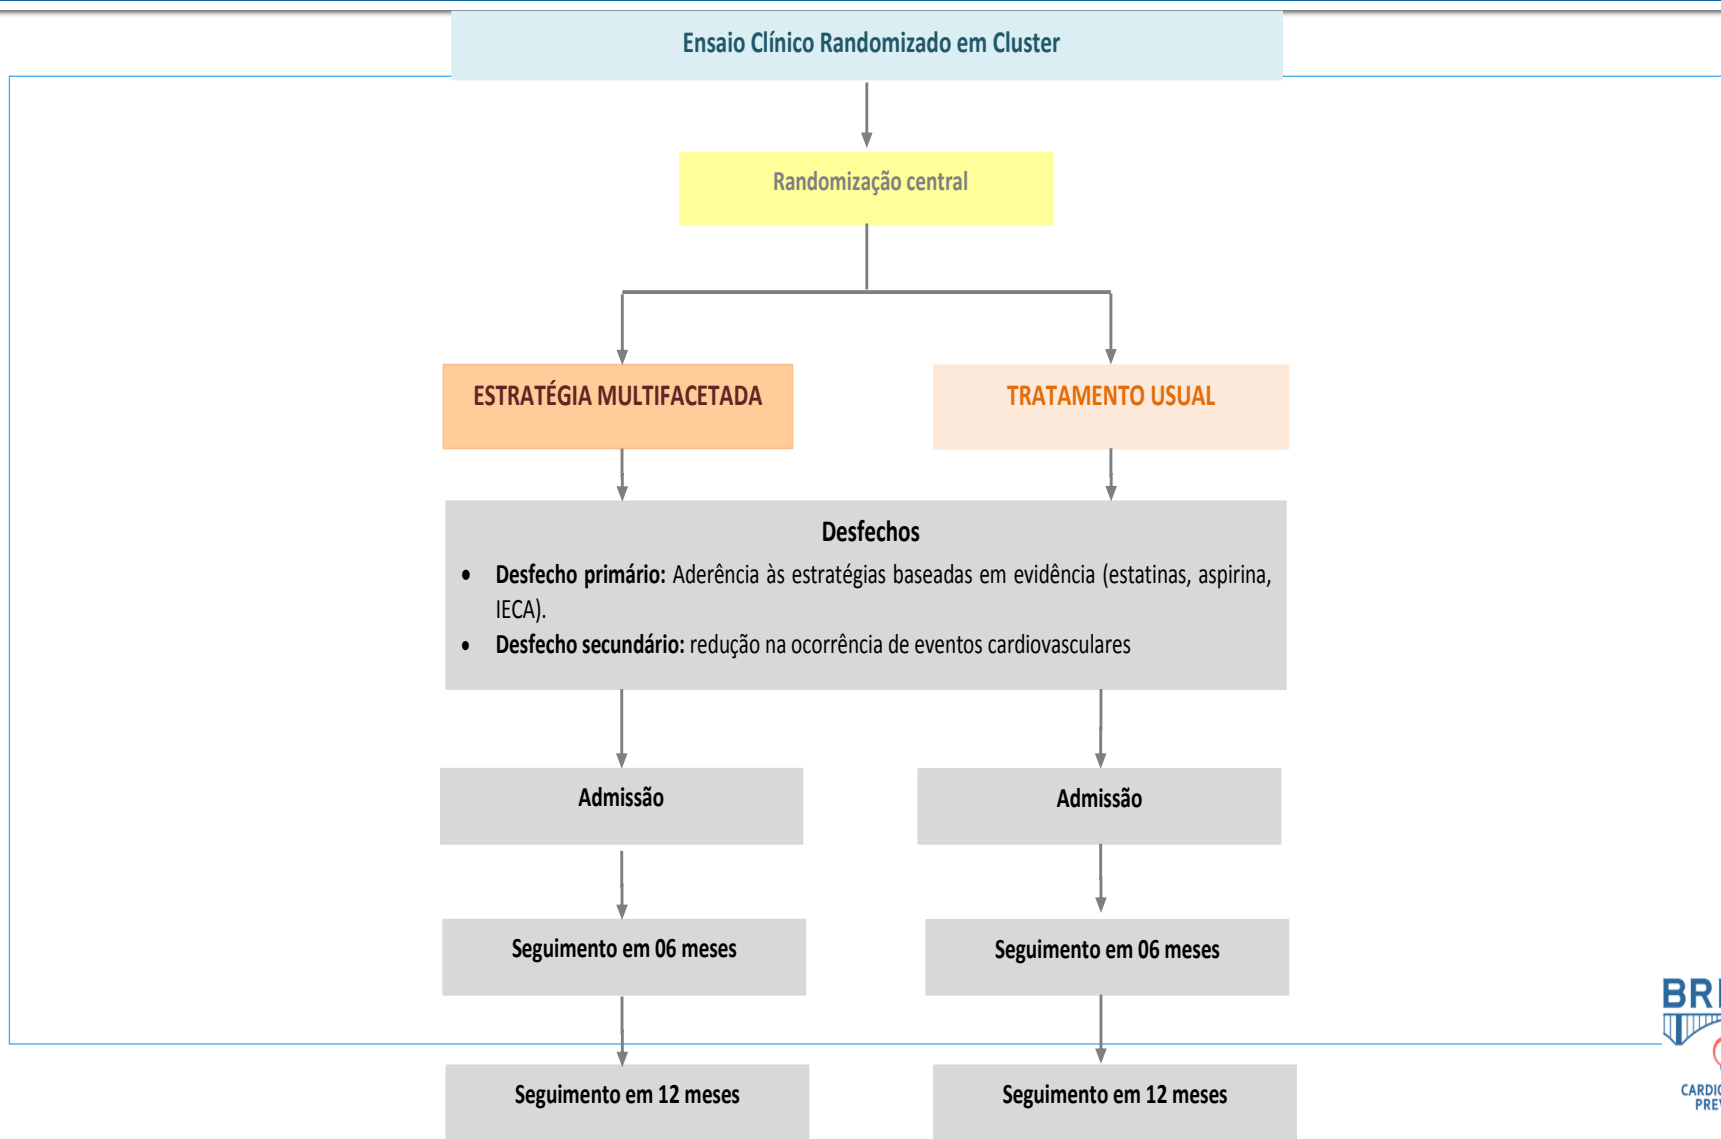 Ensaio Clínico Randomizado em Cluster
Randomização central
ESTRATÉGIA MULTIFACETADA
TRATAMENTO USUAL
Desfechos
• Desfecho primário: Aderência às estratégias baseadas em evidência (estatinas, aspirina,
IECA).
• Desfecho secundário: redução na ocorrência de eventos cardiovasculares
Admissão
Admissão
Seguimento em 06 meses
Seguimento em 06 meses
Seguimento em 12 meses
Seguimento em 12 meses